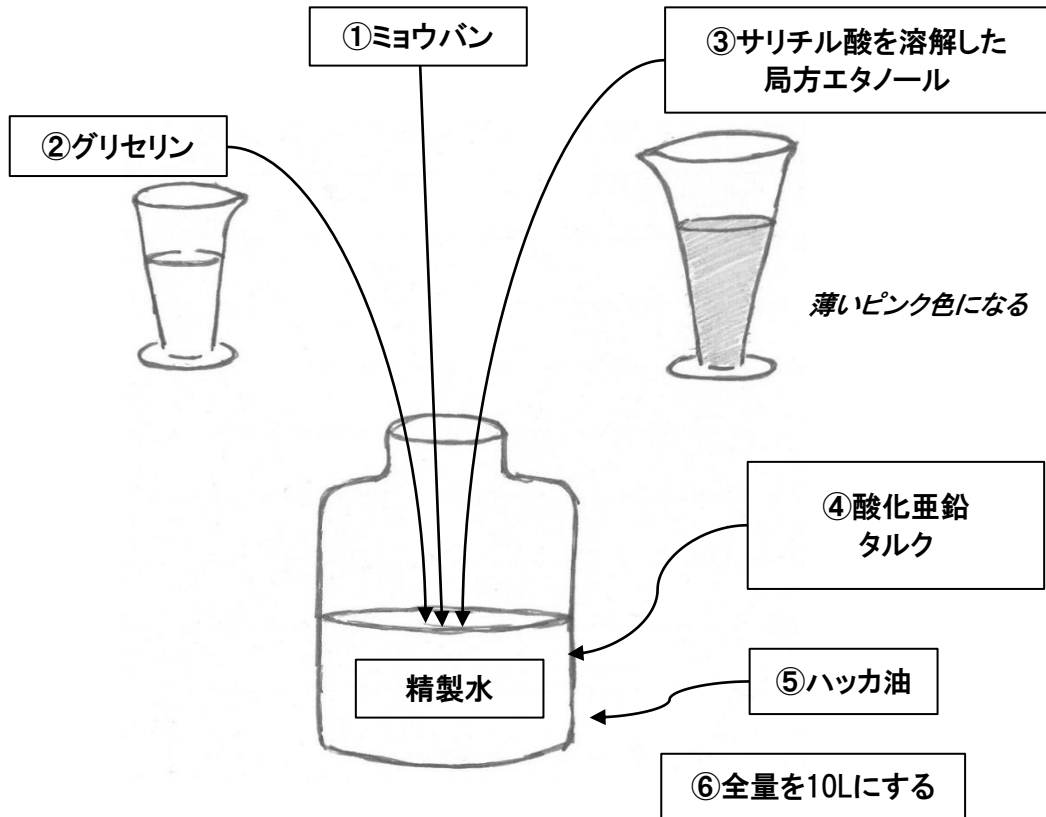 ①ミョウバン
②グリセリン
③サリチル酸を溶解した
局方エタノール
薄いピンク色になる
④酸化亜鉛
タルク
精製水
⑤ハッカ油
⑥全量を10Lにする